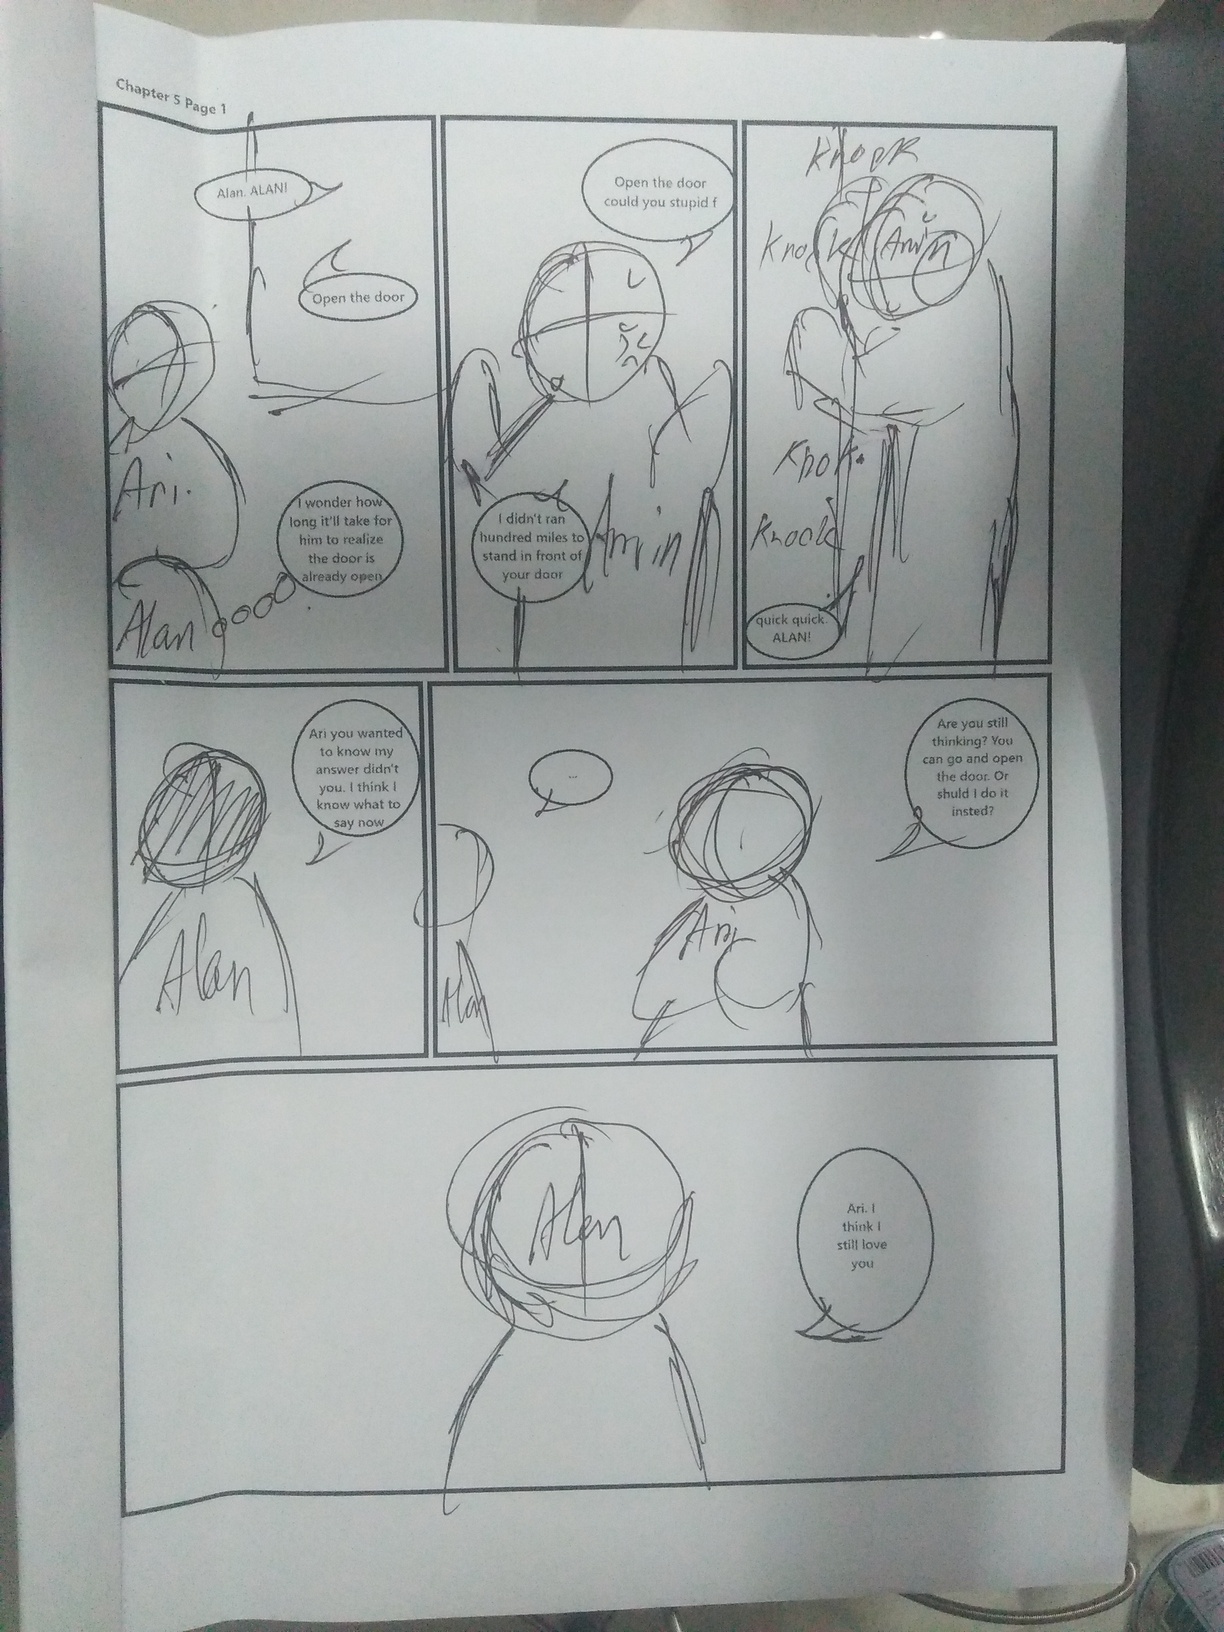 Chapter 5 Page 1
Alan. ALAN!
Open the door
Ari.
I wonder how
long it'll take for
him to realize
the door is
already open
Alan
Open the door
could you stupid f
I didn't ran
hundred miles to
stand in front of
your door
Amin
Knock
Knock
Amin
Knok.
Knock
quick quick.
ALAN!
Ari you wanted
to know my
answer didn't
you. I think I
know what to
say now
Alan
...
Are you still
thinking? You
can go and open
the door. Or
shuld I do it
insted?
Ari
Alan
Alan
Ari. I
think I
still love
you